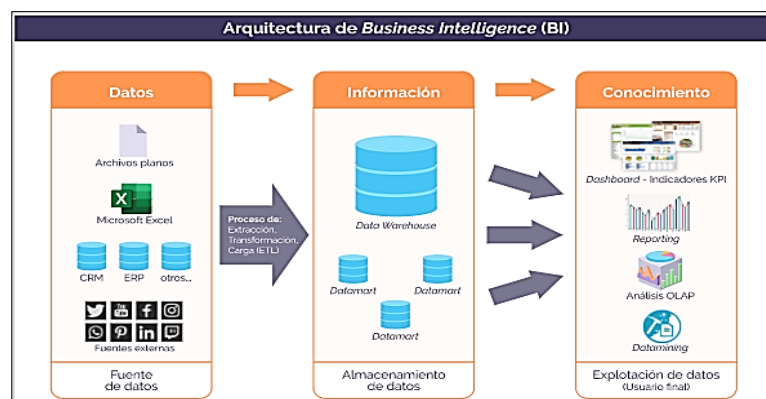 Arquitectura de Business Intelligence (BI)
Datos
Archivos planos
Microsoft Excel
CRM
ERP
otros...
Fuentes externas
Fuente
de datos
Proceso de:
Extracción,
Transformación,
Carga (ETL)
Información
Data Warehouse
Datamart
Datamart
Datamart
Almacenamiento
de datos
Conocimiento
Dashboard - Indicadores KPI
Reporting
Análisis OLAP
Datamining
Explotación de datos
(Usuario final)